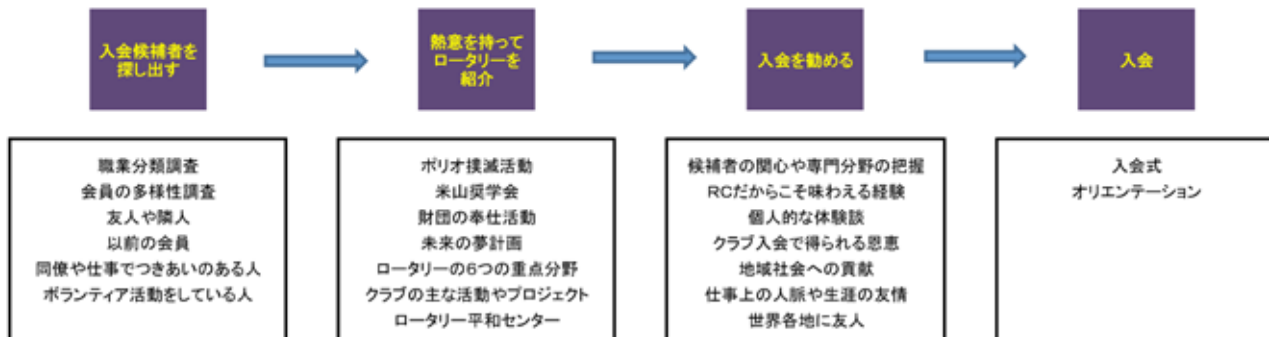 入会候補者を
探し出す
熱意を持って
ロータリーを
紹介
入会を勧める
入会
職業分類調査
会員の多様性調査
友人や隣人
以前の会員
同僚や仕事でつきあいのある人
ボランティア活動をしている人
ポリオ撲滅活動
米山奨学会
財団の奉仕活動
未来の夢計画
ロータリーの6つの重点分野
クラブの主な活動やプロジェクト
ロータリー平和センター
候補者の関心や専門分野の把握
RCだからこそ味わえる経験
個人的な体験談
クラブ入会で得られる恩恵
地域社会への貢献
仕事上の人脈や生涯の友情
世界各地に友人
入会式
オリエンテーション